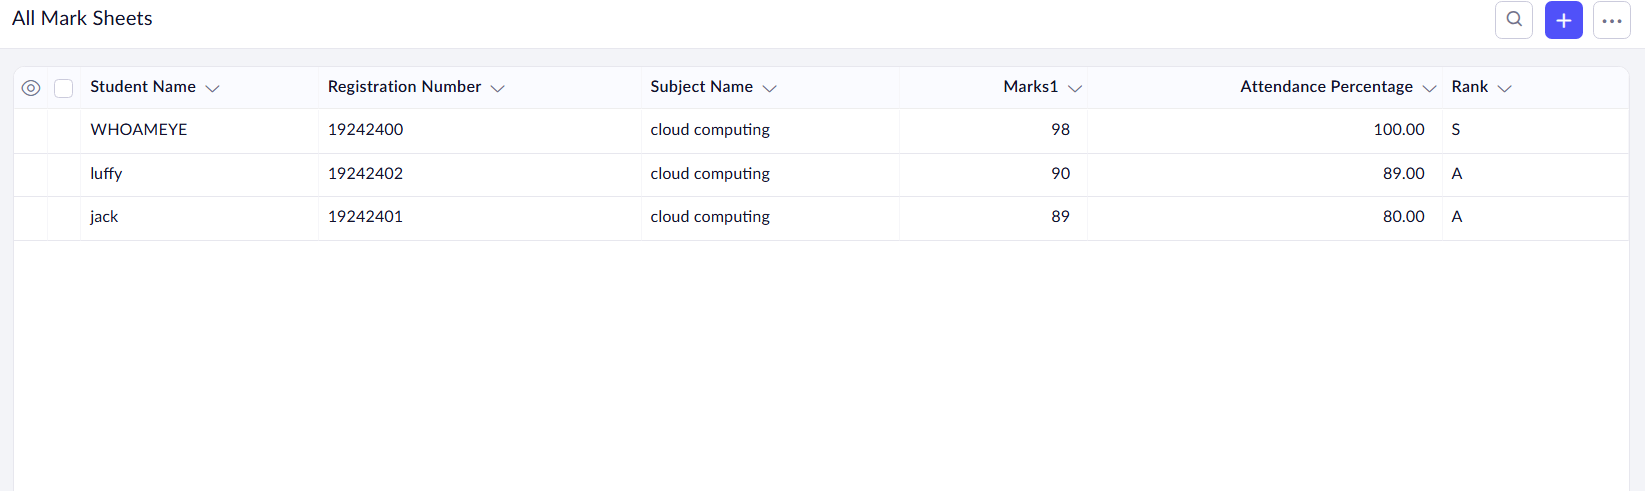 All Mark Sheets
Student Name Registration Number Subject Name Marks1 Attendance Percentage Rank
WHOAMEYE 19242400 cloud computing 98 100.00 S
luffy 19242402 cloud computing 90 89.00 A
jack 19242401 cloud computing 89 80.00 A